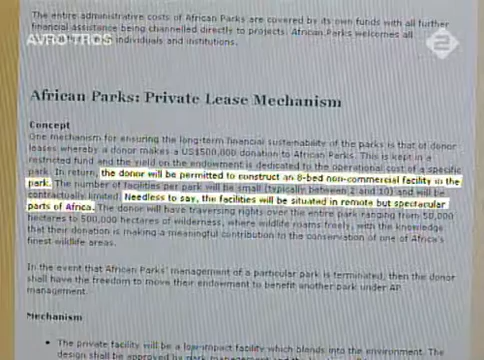 The entire administrative costs of African Parks are covered by its own funds with all further
financial assistance being channelled directly to projects. African Parks welcomes all
individuals and institutions.
AVROTROS
2
African Parks: Private Lease Mechanism
Concept
One mechanism for ensuring the long-term financial sustainability of the parks is that of donor
leases whereby a donor makes a US$500,000 donation to African Parks. This is kept in a
restricted fund and the yield on the endowment is dedicated to the operational cost of a specific
park. In return, the donor will be permitted to construct an 8-bed non-commercial facility in the
park. The number of facilities per park will be small (typically between 2 and 10) and will be
contractually limited. Needless to say, the facilities will be situated in remote but spectacular
parts of Africa. The donor will have traversing rights over the entire park ranging from 50,000
hectares to 500,000 hectares of wilderness, where wildlife roams freely, with the knowledge
that their donation is making a meaningful contribution to the conservation of one of Africa's
finest wilderness areas.
In the event that African Parks' management of a particular park is terminated, then the donor
shall have the freedom to move their endowment to benefit another park under AP
management.
Mechanism
• The private facility will be a low-impact facility which blends into the environment. The
design shall be approved by park management and the